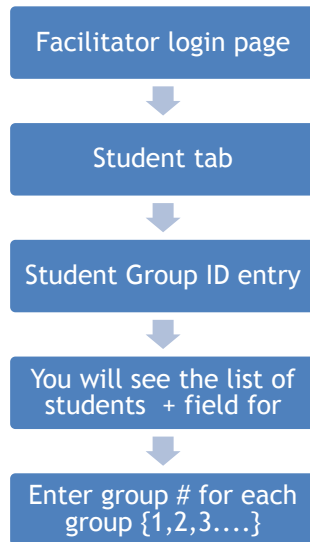 Facilitator login page
Student tab
Student Group ID entry
You will see the list of
students + field for
Enter group # for each
group {1,2,3....}